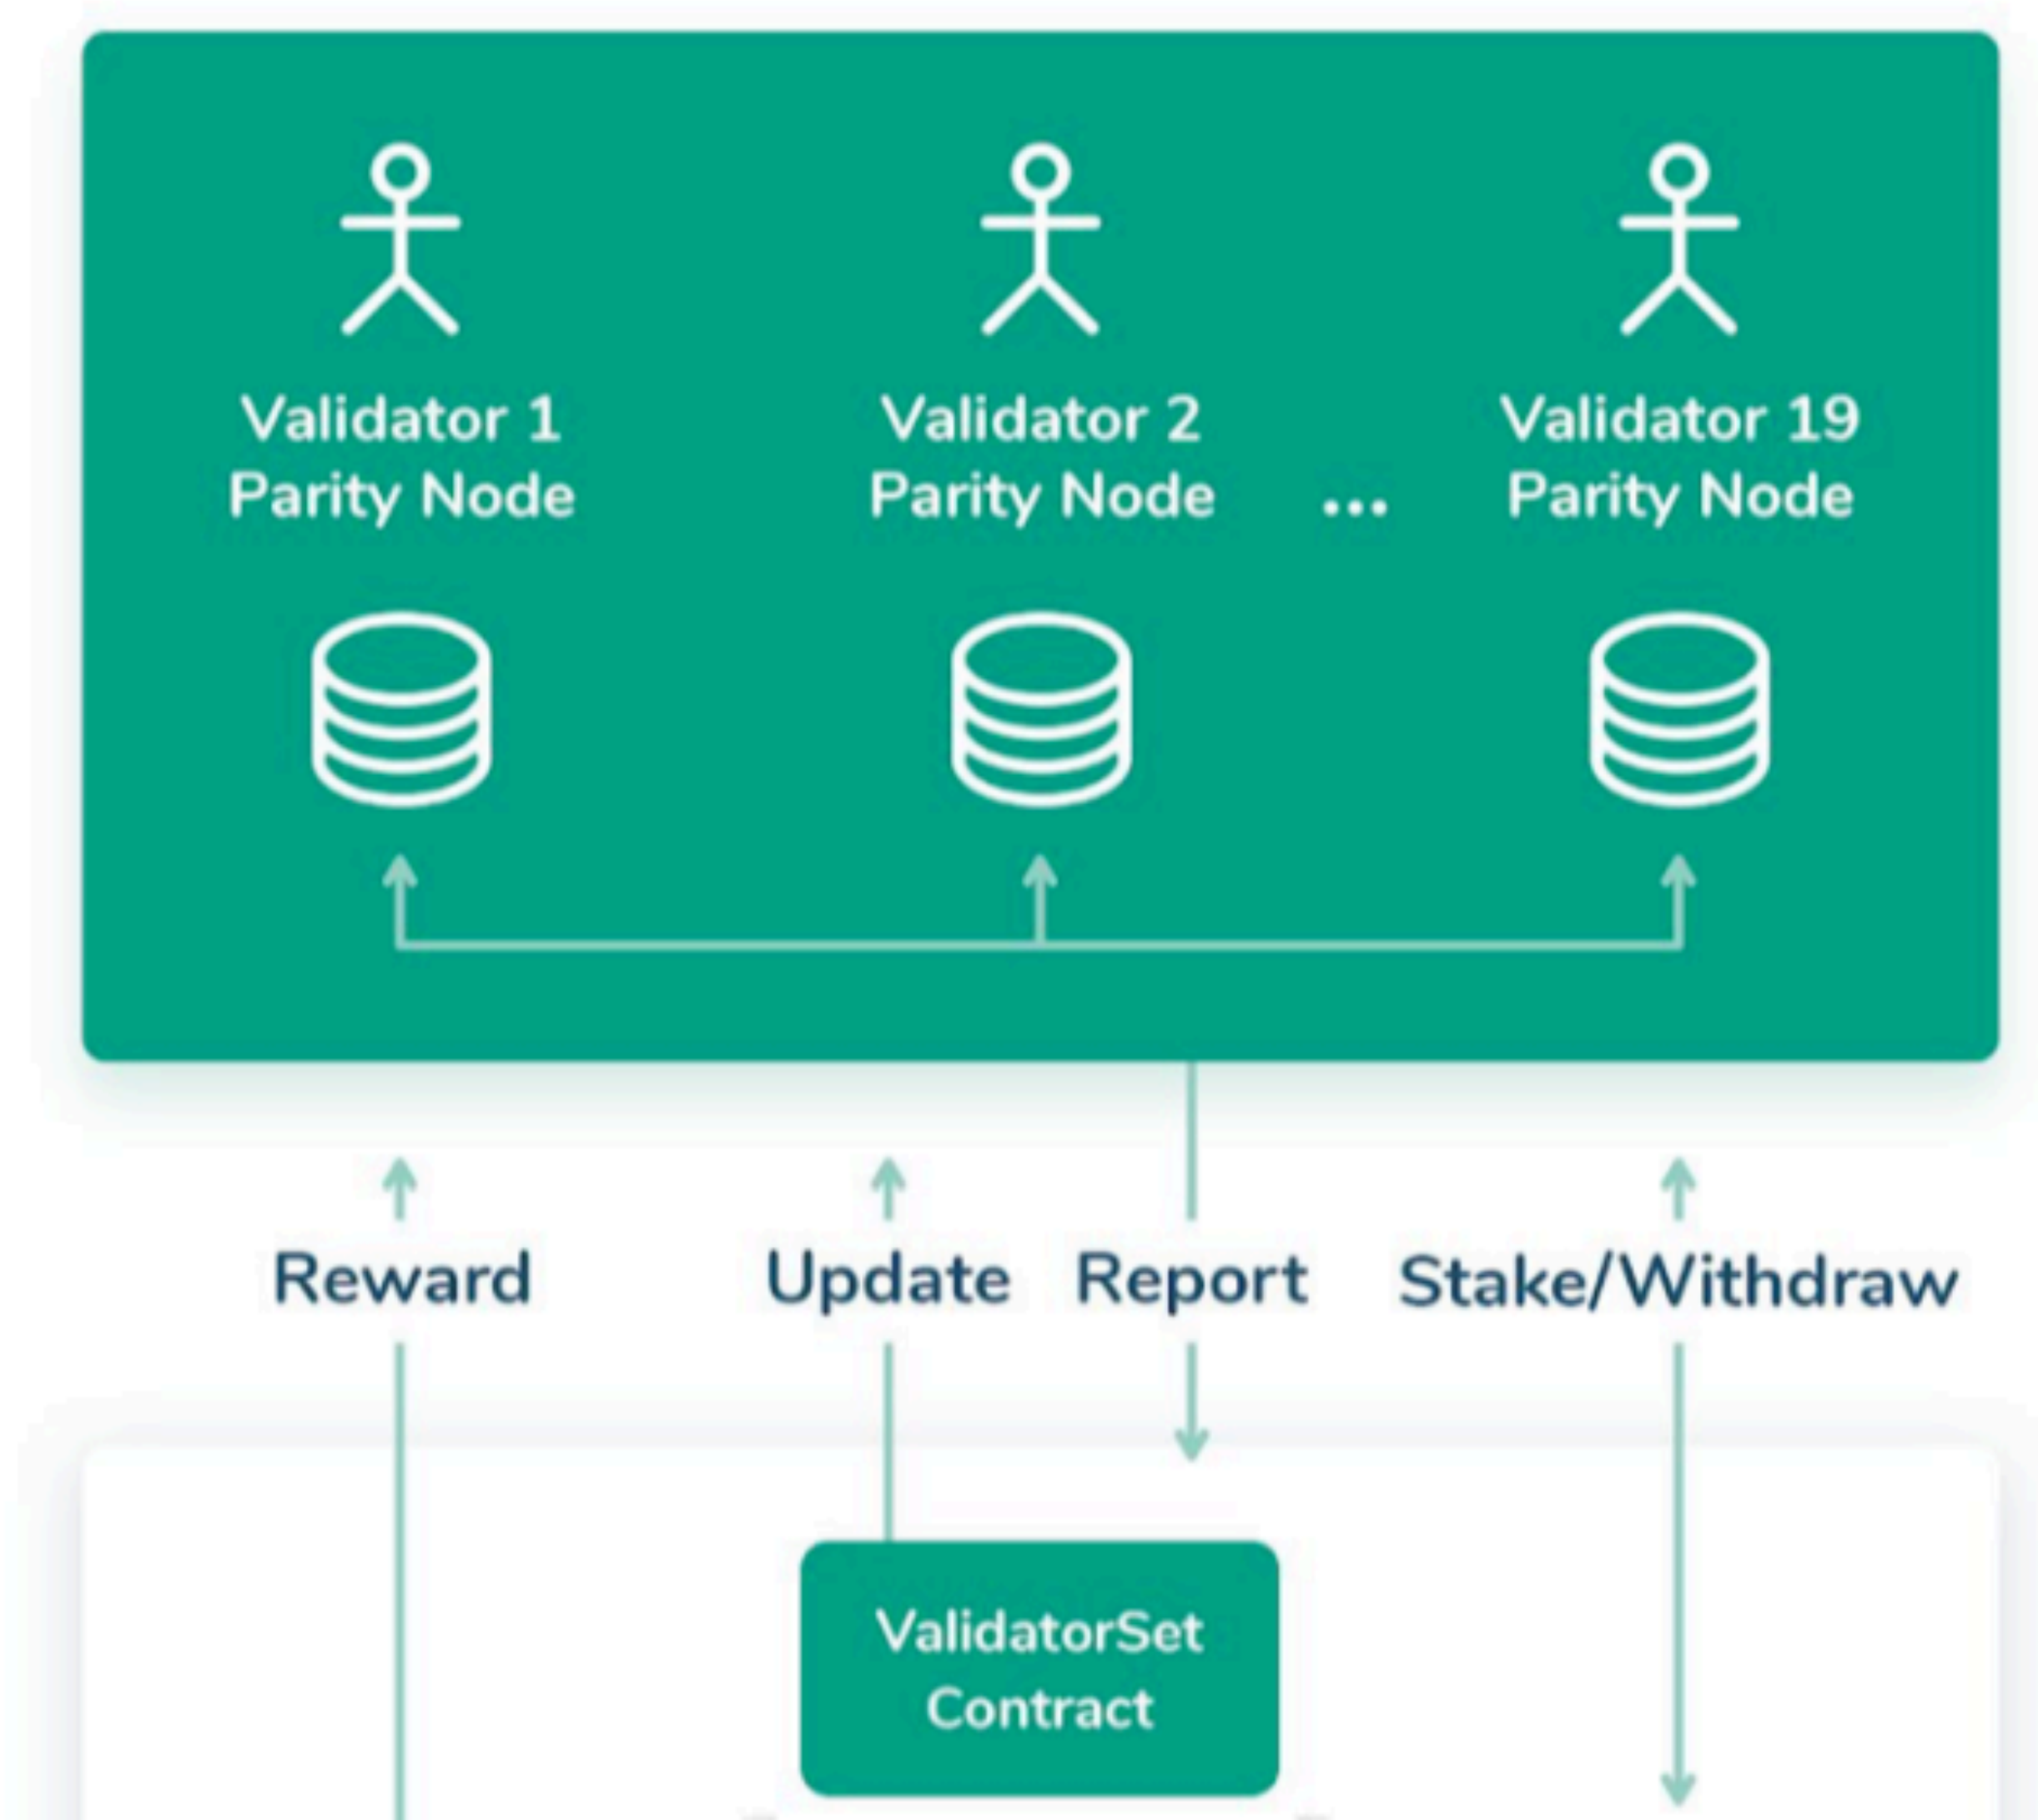 Validator 1
Parity Node
Validator 2
Parity Node
...
Validator 19
Parity Node
Reward
Update
Report
Stake/Withdraw
ValidatorSet
Contract